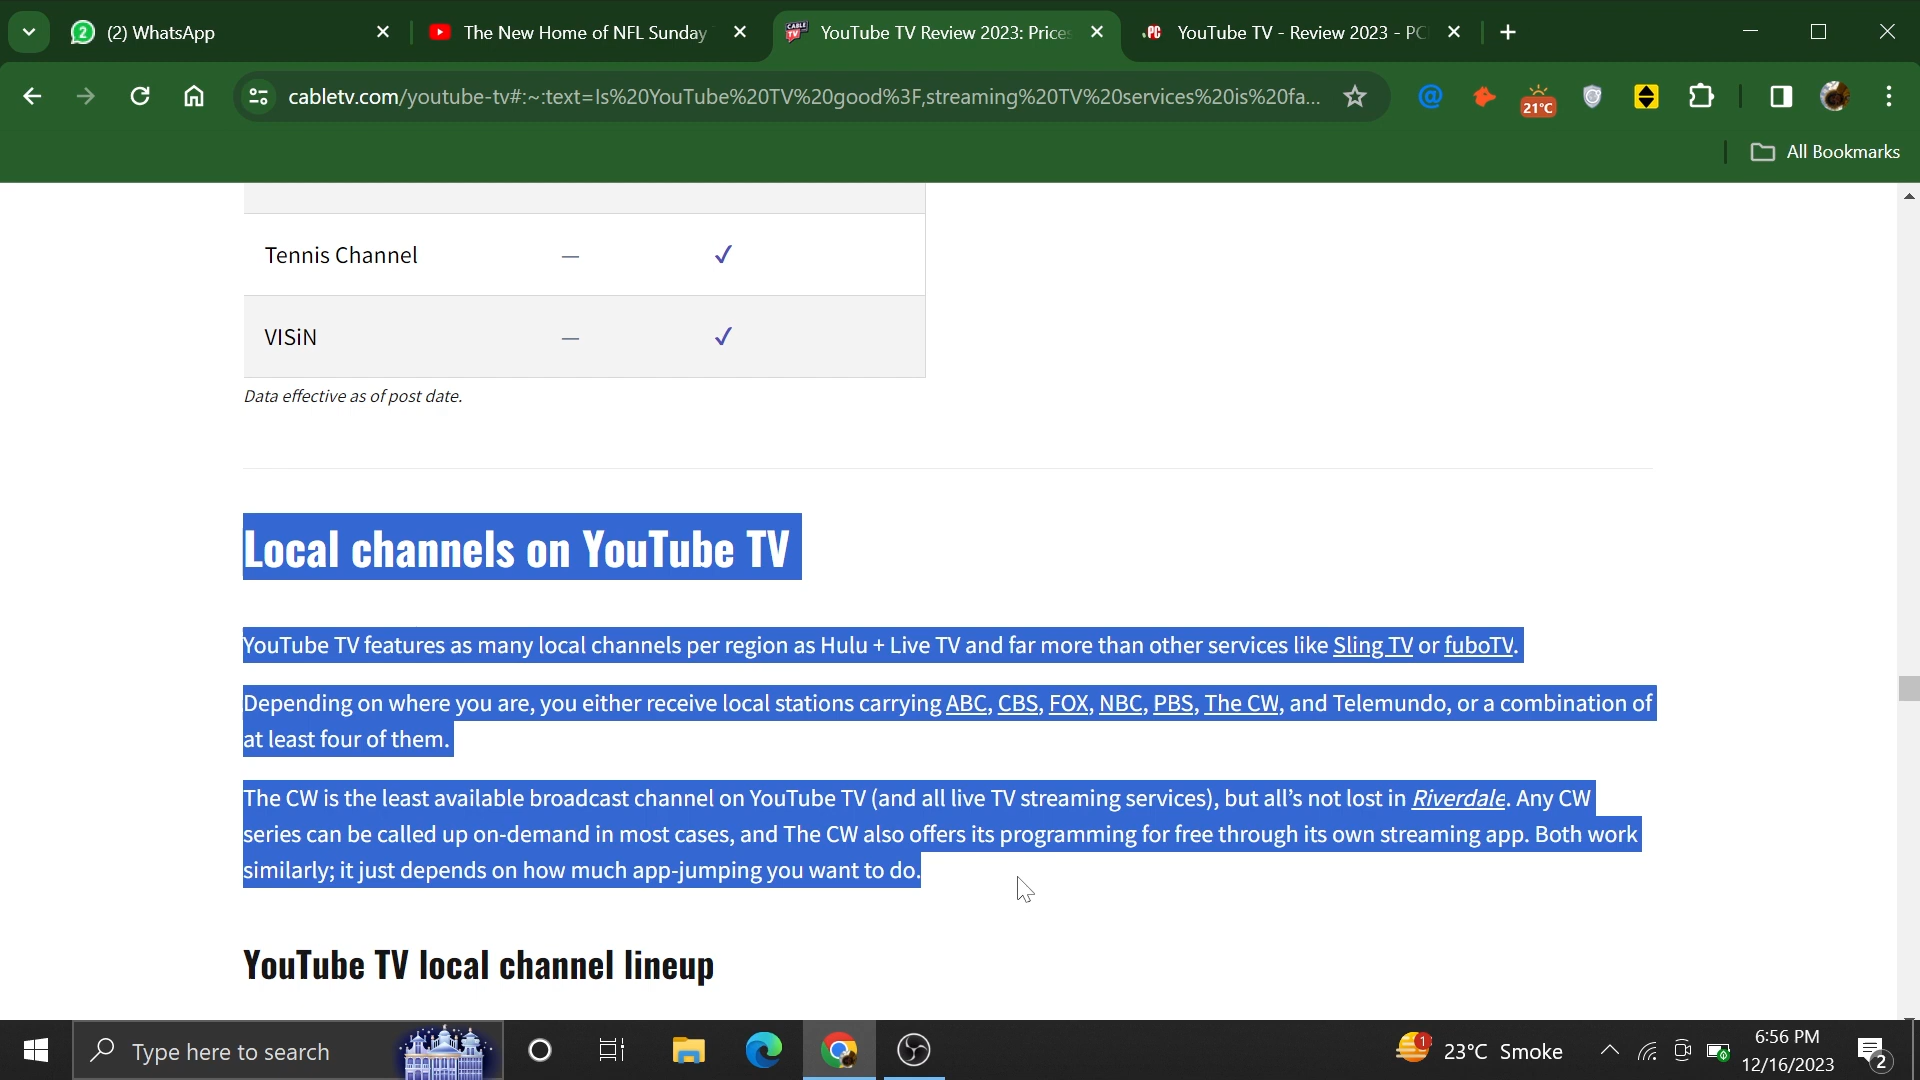 2 (2) WhatsApp
The New Home of NFL Sunday
CABLE TV YouTube TV Review 2023: Prices
PC YouTube TV - Review 2023 - PC
cabletv.com/youtube-tv#:~:text=Is%20YouTube%20TV%20good%3F,streaming%20TV%20services%20is%20fa...
21°C
All Bookmarks
Tennis Channel — ✓
VISiN — ✓
Data effective as of post date.
Local channels on YouTube TV
YouTube TV features as many local channels per region as Hulu + Live TV and far more than other services like Sling TV or fuboTV.
Depending on where you are, you either receive local stations carrying ABC, CBS, FOX, NBC, PBS, The CW, and Telemundo, or a combination of
at least four of them.
The CW is the least available broadcast channel on YouTube TV (and all live TV streaming services), but all’s not lost in Riverdale. Any CW
series can be called up on-demand in most cases, and The CW also offers its programming for free through its own streaming app. Both work
similarly; it just depends on how much app-jumping you want to do.
YouTube TV local channel lineup
Type here to search
1 23°C Smoke
6:56 PM
12/16/2023
2